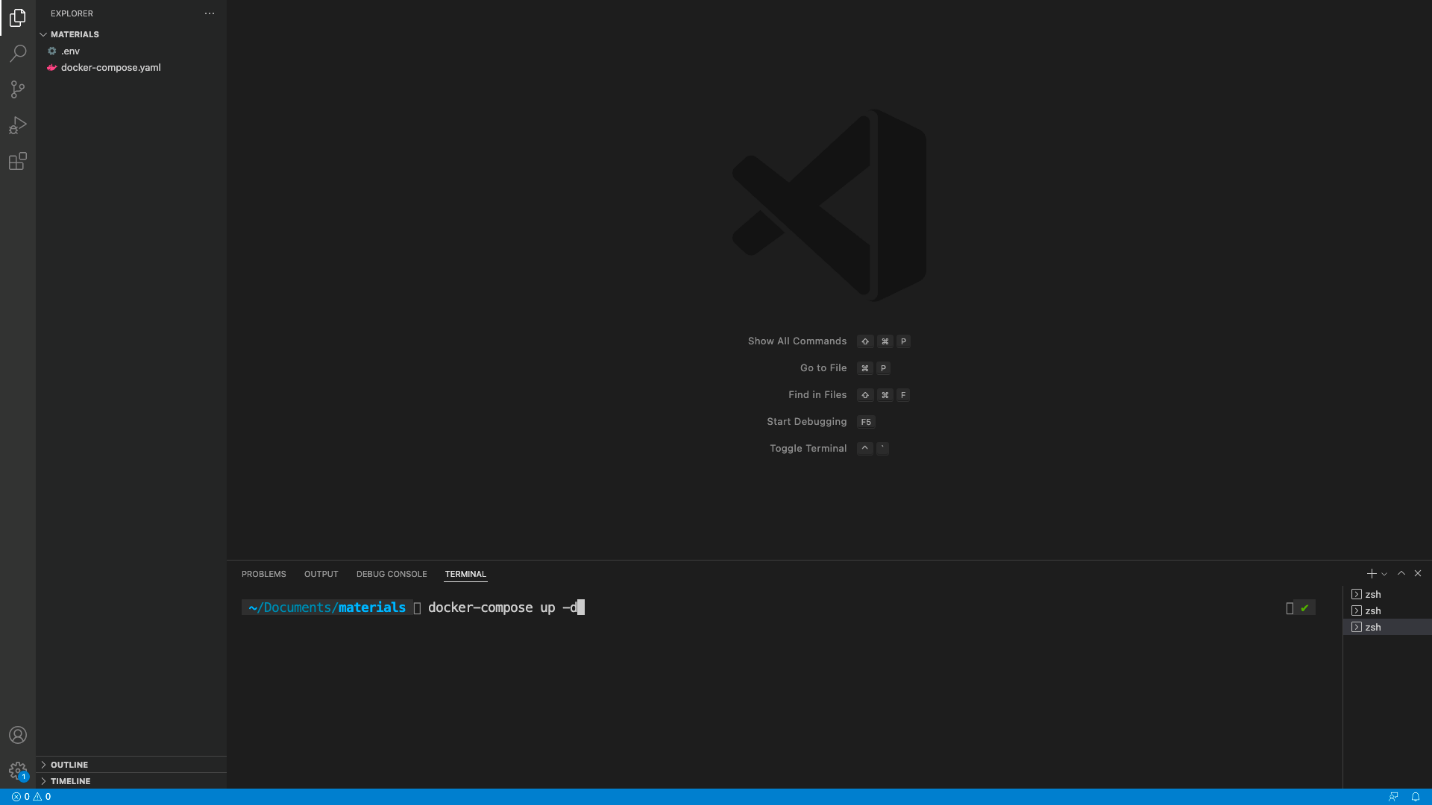 EXPLORER
MATERIALS
.env
docker-compose.yaml
Show All Commands ⇧ ⌘ P
Go to File ⌘ P
Find in Files ⇧ ⌘ F
Start Debugging F5
Toggle Terminal ^ `
PROBLEMS OUTPUT DEBUG CONSOLE TERMINAL
~/Documents/materials docker-compose up -d ✔
zsh
zsh
zsh
1
OUTLINE
TIMELINE
0 0